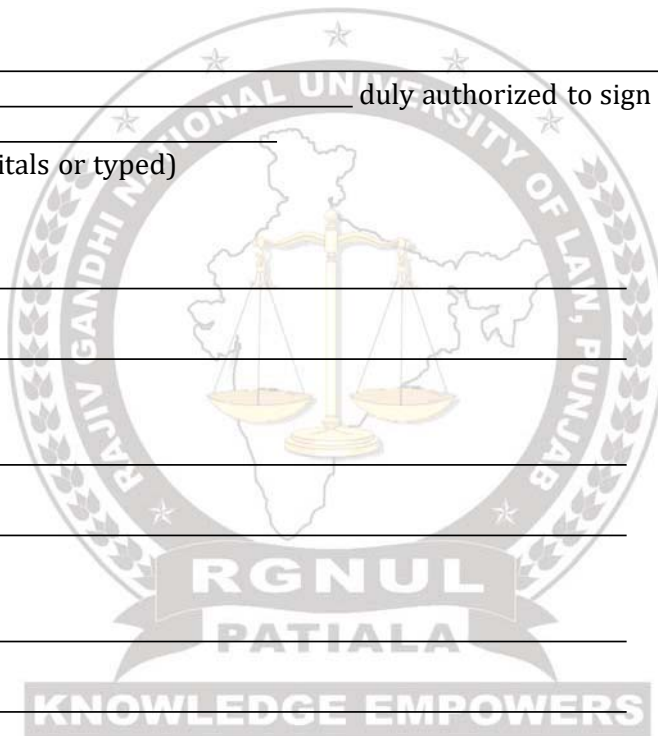 duly authorized to sign
itals or typed)
RAJIV GANDHI NATIONAL UNIVERSITY OF LAW, PUNJAB
RGNUL
PATIALA
KNOWLEDGE EMPOWERS